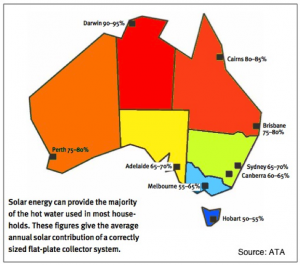 Darwin 90–95%
Cairns 80–85%
Brisbane
75–80%
Perth 75–80%
Adelaide 65–70%
Sydney 65–70%
Canberra 60–65%
Melbourne 55–65%
Hobart 50–55%
Solar energy can provide the majority
of the hot water used in most house-
holds. These figures give the average
annual solar contribution of a correctly
sized flat-plate collector system.
Source: ATA